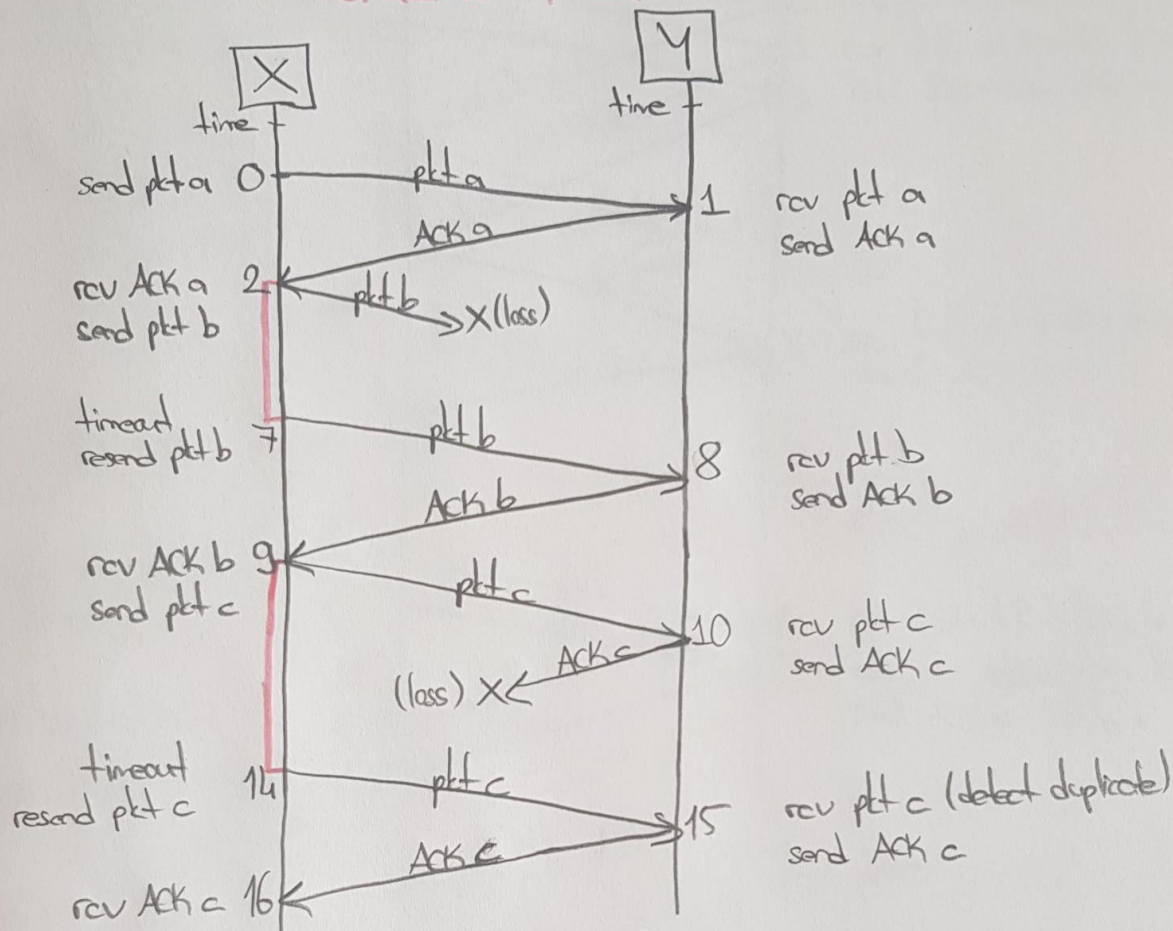 X
Y
time
time
send pkt a 0
pkt a
1 rcv pkt a
send Ack a
Ack a
rcv Ack a 2
send pkt b
pkt b
X (loss)
timeout
resend pkt b 7
pkt b
8 rcv pkt b
send Ack b
Ack b
rcv Ack b 9
send pkt c
pkt c
10 rcv pkt c
send Ack c
Ack c
(loss) X
timeout
resend pkt c 14
pkt c
15 rcv pkt c (detect duplicate)
send Ack c
Ack c
rcv Ack c 16